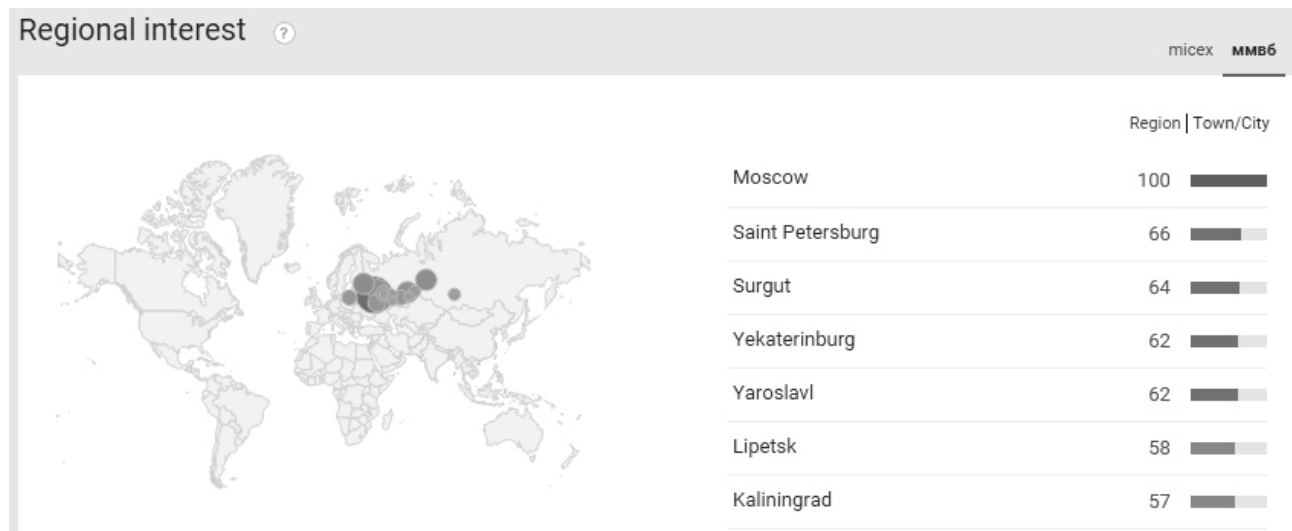 Regional interest ?
micex ммвб
Region | Town/City
Moscow 100
Saint Petersburg 66
Surgut 64
Yekaterinburg 62
Yaroslavl 62
Lipetsk 58
Kaliningrad 57